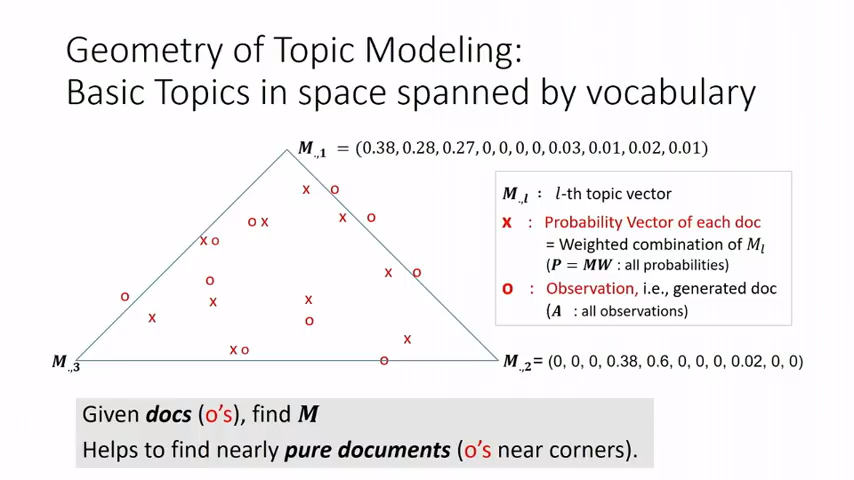 Geometry of Topic Modeling:
Basic Topics in space spanned by vocabulary
M.,1 = (0.38, 0.28, 0.27, 0, 0, 0, 0, 0.03, 0.01, 0.02, 0.01)
M.,l : l-th topic vector
x : Probability Vector of each doc
= Weighted combination of Ml
(P = MW : all probabilities)
o : Observation, i.e., generated doc
(A : all observations)
x o
o x x o
x o
x o
o x
o x
x o
x
x o
o
M.,3
M.,2= (0, 0, 0, 0.38, 0.6, 0, 0, 0, 0.02, 0, 0)
Given docs (o's), find M
Helps to find nearly pure documents (o's near corners).